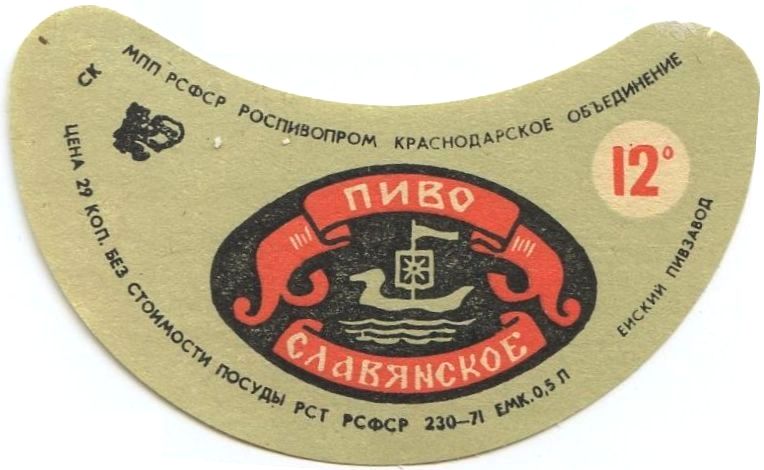 МПП РСФСР РОСПИВОПРОМ КРАСНОДАРСКОЕ ОБЪЕДИНЕНИЕ
СК
12°
ПИВО
СЛАВЯНСКОЕ
ЦЕНА 29 КОП. БЕЗ СТОИМОСТИ ПОСУДЫ РСТ РСФСР 230—71 ЕМК. 0,5 Л
ЕЙСКИЙ ПИВЗАВОД